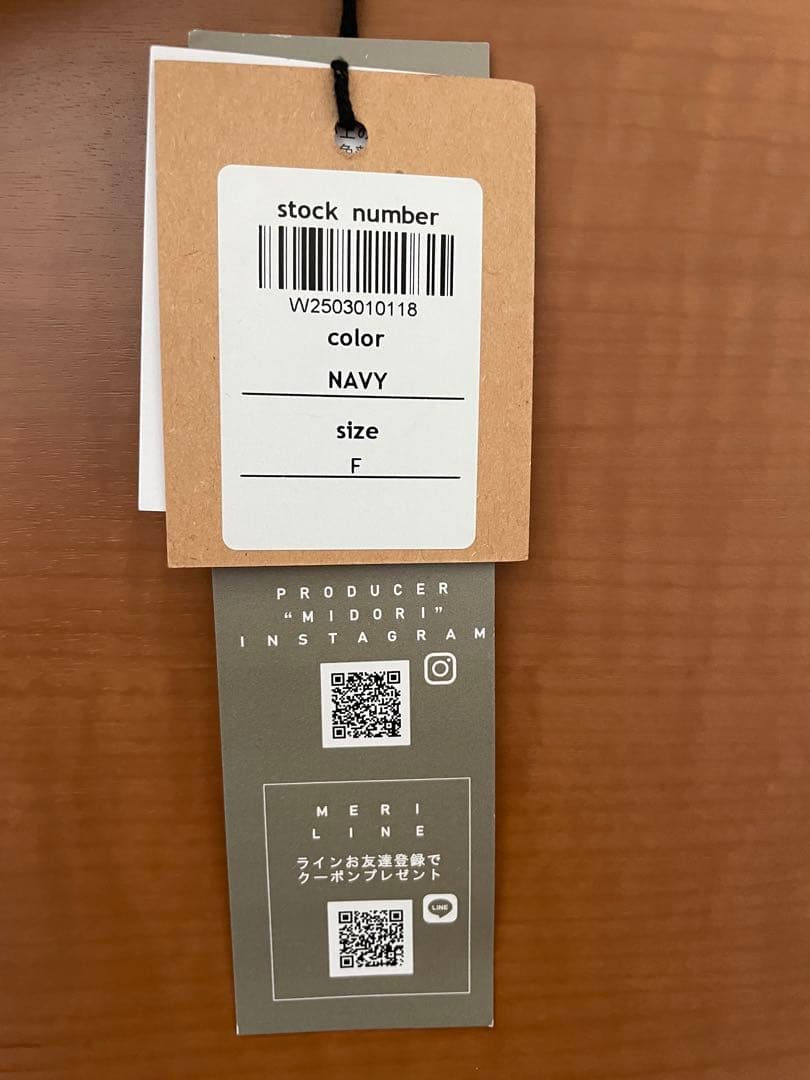 stock number
W2503010118
color
NAVY
size
F
PRODUCER
“MIDORI”
INSTAGRAM
MERI
LINE
ラインお友達登録で
クーポンプレゼント
LINE